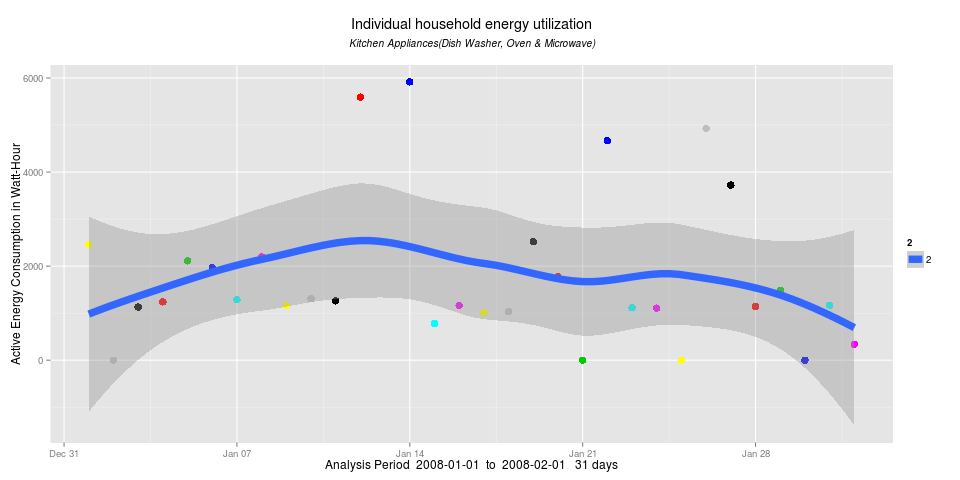 Individual household energy utilization
Kitchen Appliances(Dish Washer, Oven & Microwave)
Active Energy Consumption in Watt-Hour
6000
4000
2000
0
Dec 31
Jan 07
Jan 14
Jan 21
Jan 28
Analysis Period 2008-01-01 to 2008-02-01 31 days
2
2